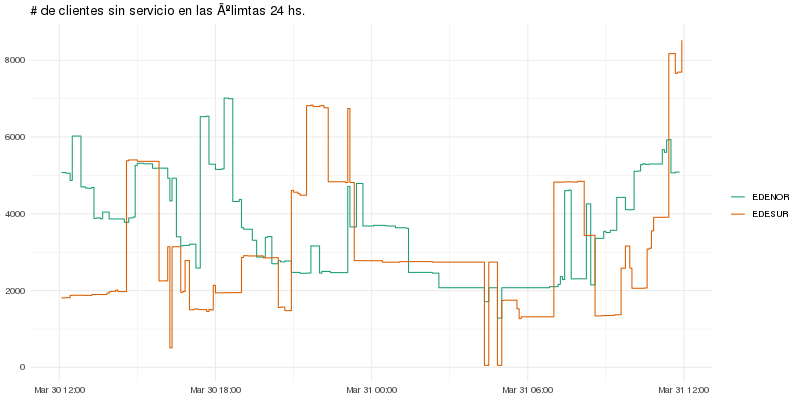 # de clientes sin servicio en las Ãºlimtas 24 hs.
8000
6000
4000
2000
0
EDENOR
EDESUR
Mar 30 12:00
Mar 30 18:00
Mar 31 00:00
Mar 31 06:00
Mar 31 12:00